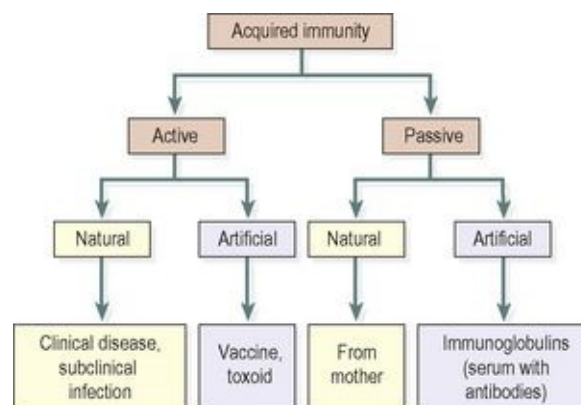 Acquired immunity
Active
Passive
Natural
Artificial
Natural
Artificial
Clinical disease,
subclinical
infection
Vaccine,
toxoid
From
mother
Immunoglobulins
(serum with
antibodies)